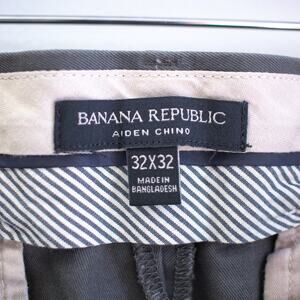 BANANA REPUBLIC
AIDEN CHINO
32X32
MADE IN
BANGLADESH